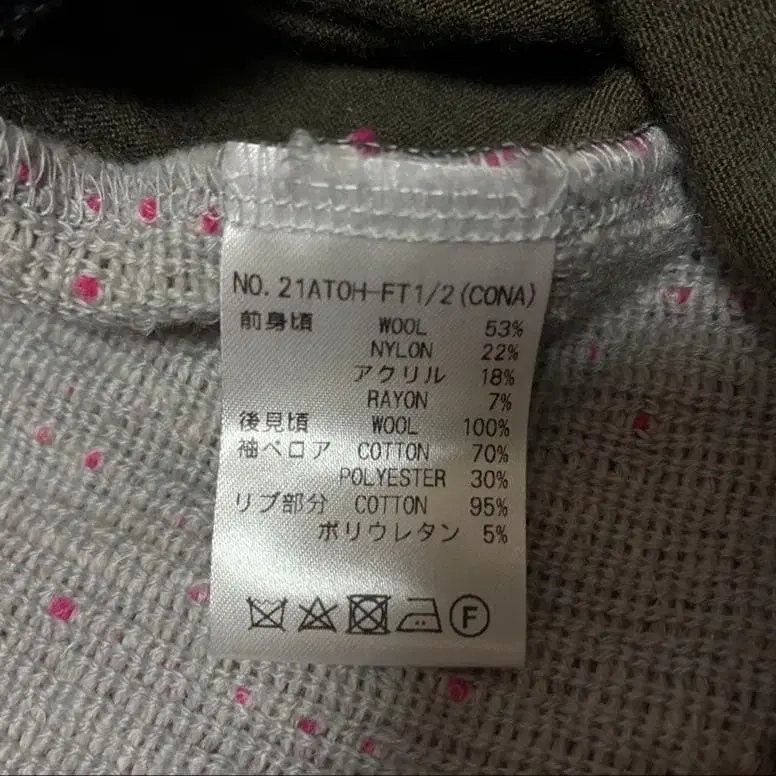 NO. 21ATOH-FT1/2(CONA)
前身頃 WOOL 53%
NYLON 22%
アクリル 18%
RAYON 7%
後見頃 WOOL 100%
袖ベロア COTTON 70%
POLYESTER 30%
リブ部分 COTTON 95%
ポリウレタン 5%
F